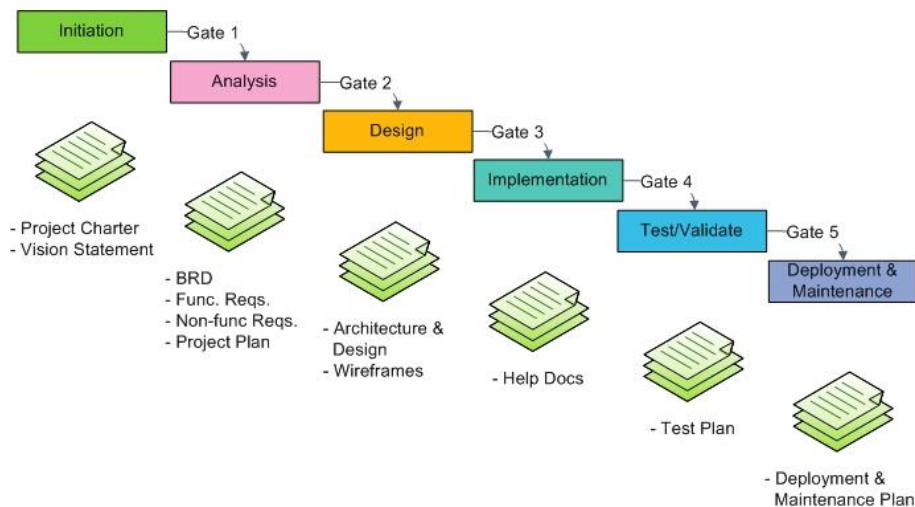 Initiation
Gate 1
Analysis
Gate 2
Design
Gate 3
Implementation
Gate 4
Test/Validate
Gate 5
Deployment &
Maintenance
- Project Charter
- Vision Statement
- BRD
- Func. Reqs.
- Non-func Reqs.
- Project Plan
- Architecture &
Design
- Wireframes
- Help Docs
- Test Plan
- Deployment &
Maintenance Plan